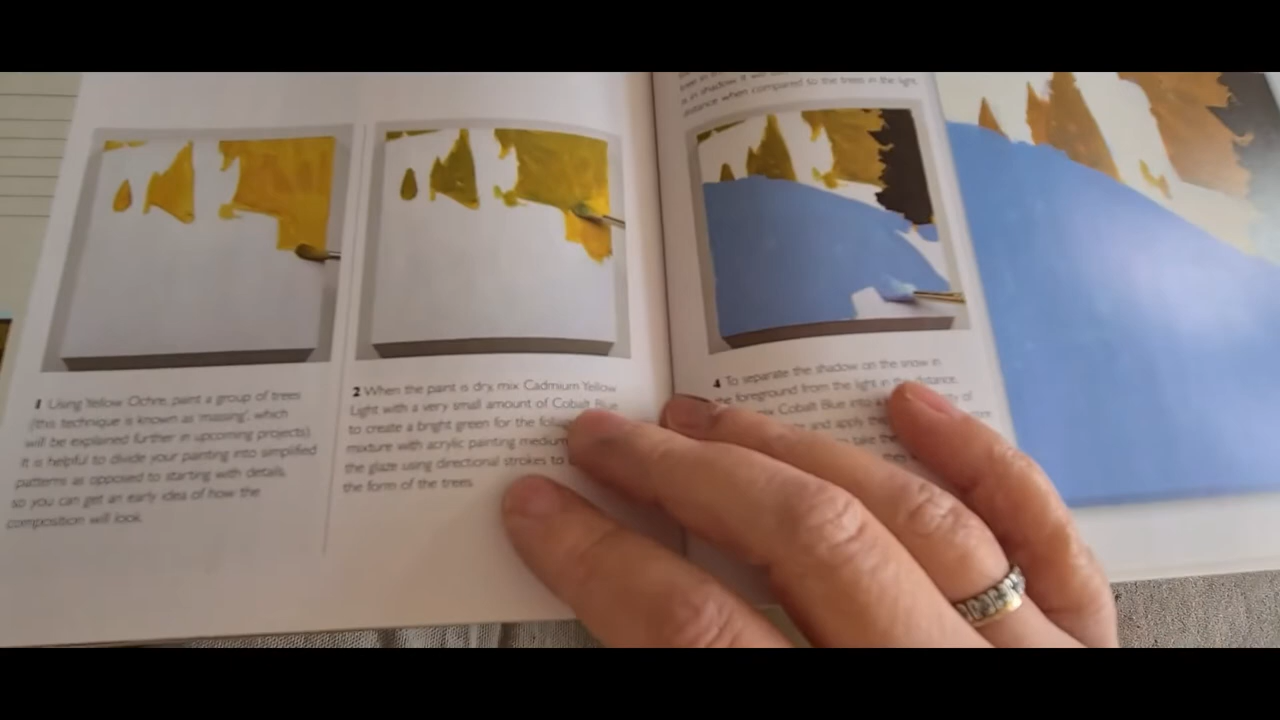 1 Using Yellow Ochre, paint a group of trees
(this technique is known as 'massing', which
will be explained further in upcoming projects).
It is helpful to divide your painting into simplified
patterns as opposed to starting with details,
so you can get an early idea of how the
composition will look.
2 When the paint is dry, mix Cadmium Yellow
Light with a very small amount of Cobalt Blue
to create a bright green for the
mixture with acrylic painting medium
the glaze using directional strokes to
the form of the trees.
is in shadow. It
distance when compared to the trees in the light.
4 To separate the shadow on the snow in
the foreground from the light in the distance,
mix Cobalt Blue into a
and apply
take the